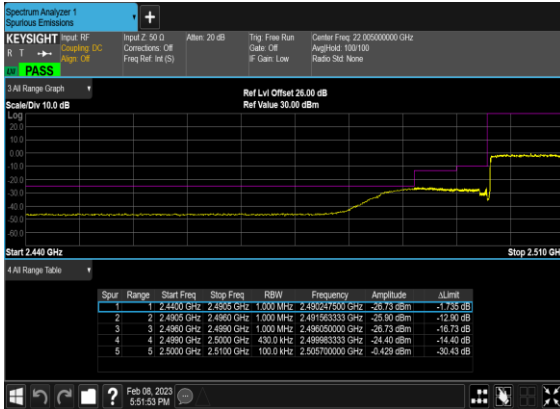 Spectrum Analyzer 1
Spurious Emissions
KEYSIGHT Input: RF Input Z: 50 Ω Atten: 20 dB Trig: Free Run Center Freq: 22.005000000 GHz
R T Coupling: DC Corrections: Off Gate: Off Avg|Hold: 100/100
Align: Off Freq Ref: Int (S) IF Gain: Low Radio Std: None
PASS
3 All Range Graph
Ref Lvl Offset 26.00 dB
Scale/Div 10.0 dB Ref Value 30.00 dBm
Log
20.0
10.0
0.00
-10.0
-20.0
-30.0
-40.0
-50.0
-60.0
Start 2.440 GHz Stop 2.510 GH
4 All Range Table
Spur Range Start Freq Stop Freq RBW Frequency Amplitude ΔLimit
1 1 2.4400 GHz 2.4905 GHz 1.000 MHz 2.490247500 GHz -26.73 dBm -1.735 dB
2 2 2.4905 GHz 2.4960 GHz 1.000 MHz 2.491563333 GHz -25.90 dBm -12.90 dB
3 3 2.4960 GHz 2.4990 GHz 1.000 MHz 2.496050000 GHz -26.73 dBm -16.73 dB
4 4 2.4990 GHz 2.5000 GHz 430.0 kHz 2.499983333 GHz -24.40 dBm -14.40 dB
5 5 2.5000 GHz 2.5100 GHz 100.0 kHz 2.505700000 GHz -0.429 dBm -30.43 dB
Feb 08, 2023
5:51:53 PM